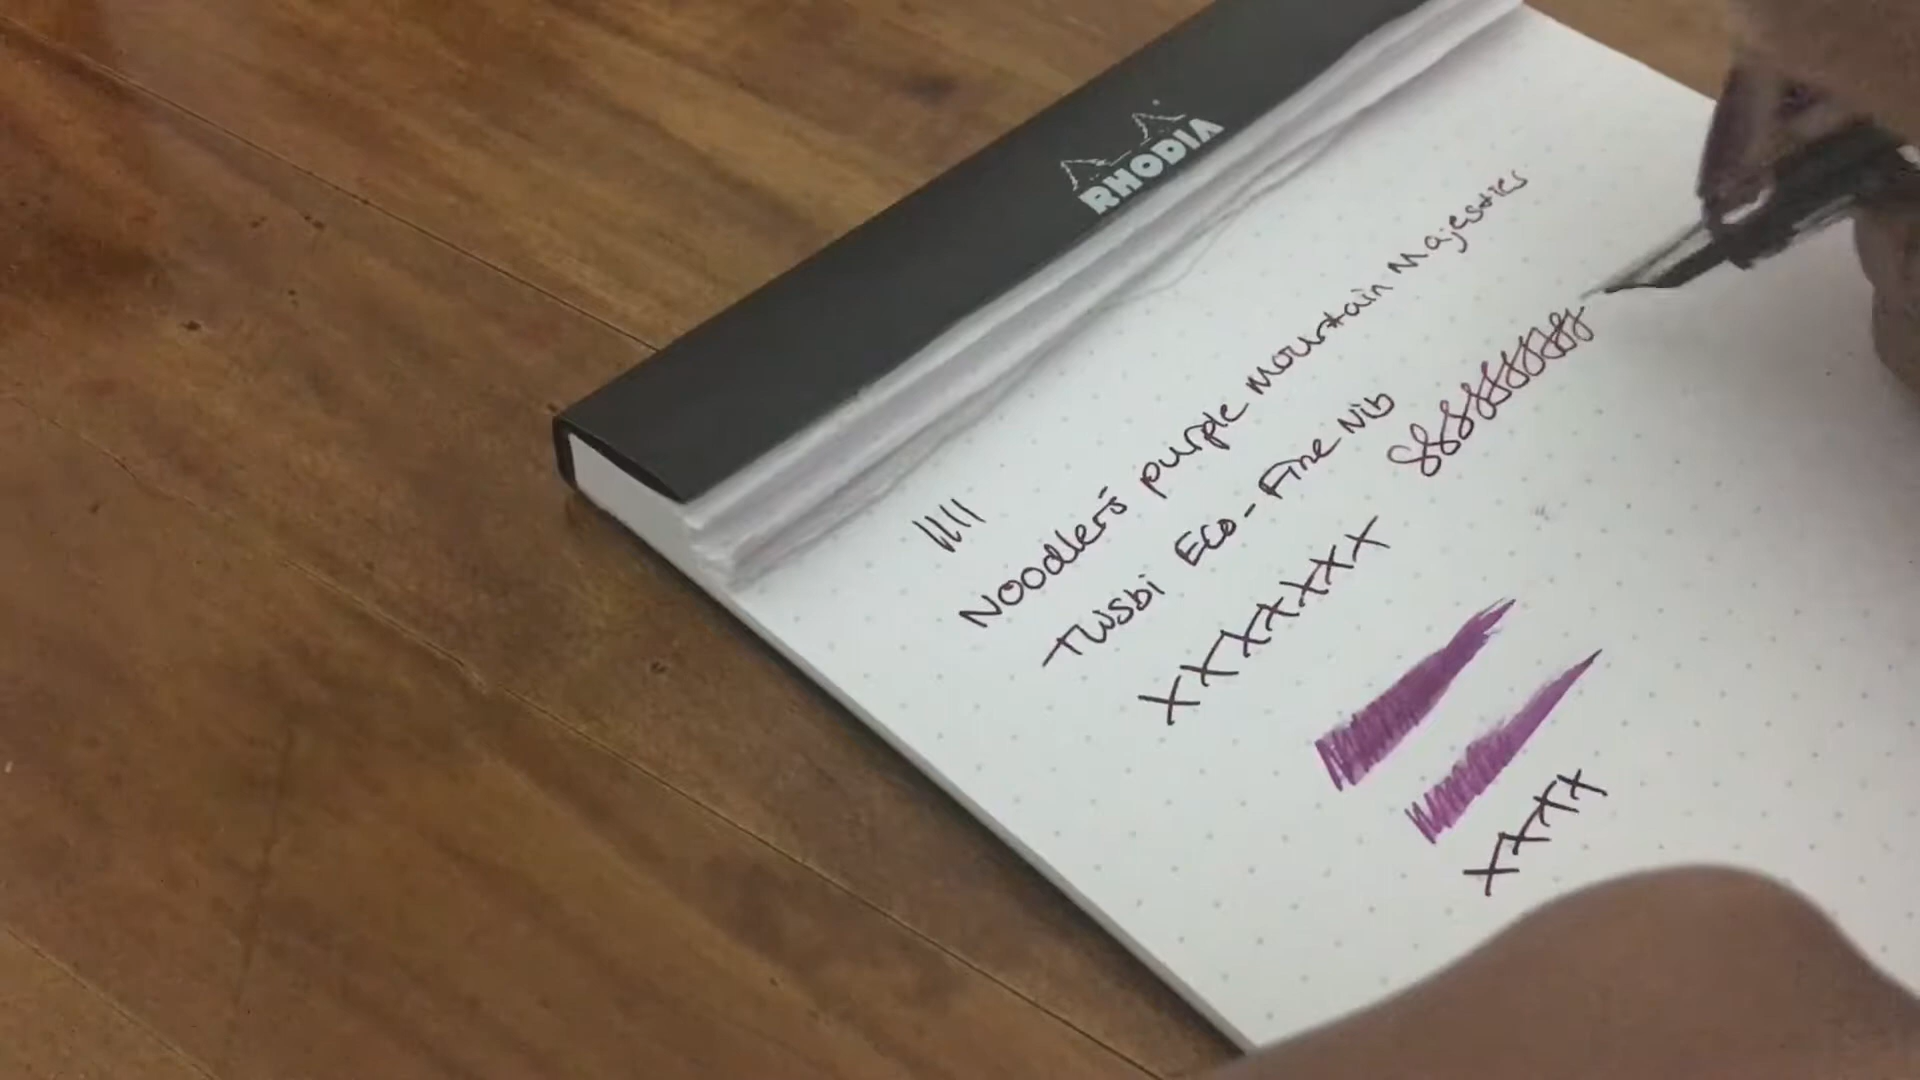 RHODIA
Noodler's purple Mountain Majesties
TWSbi Eco-Fine Nib
XXXXXXX
XXXX